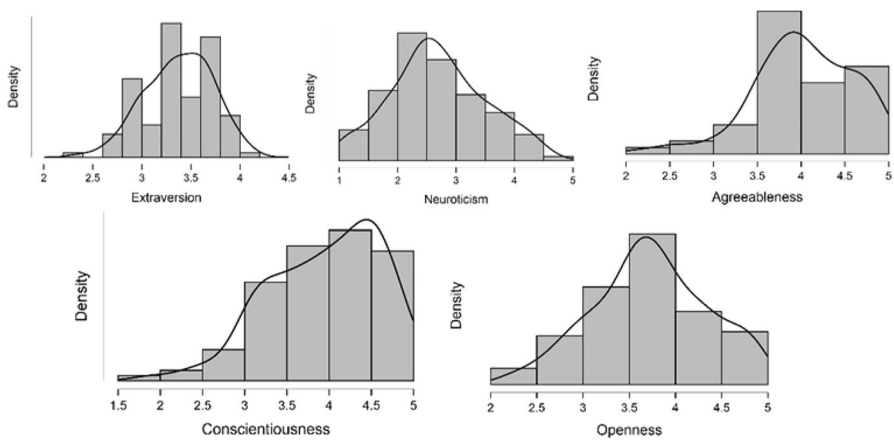 Density
2 2.5 3 3.5 4 4.5
Extraversion
Density
1 2 3 4 5
Neuroticism
Density
2 2.5 3 3.5 4 4.5 5
Agreeableness
Density
1.5 2 2.5 3 3.5 4 4.5 5
Conscientiousness
Density
2 2.5 3 3.5 4 4.5 5
Openness